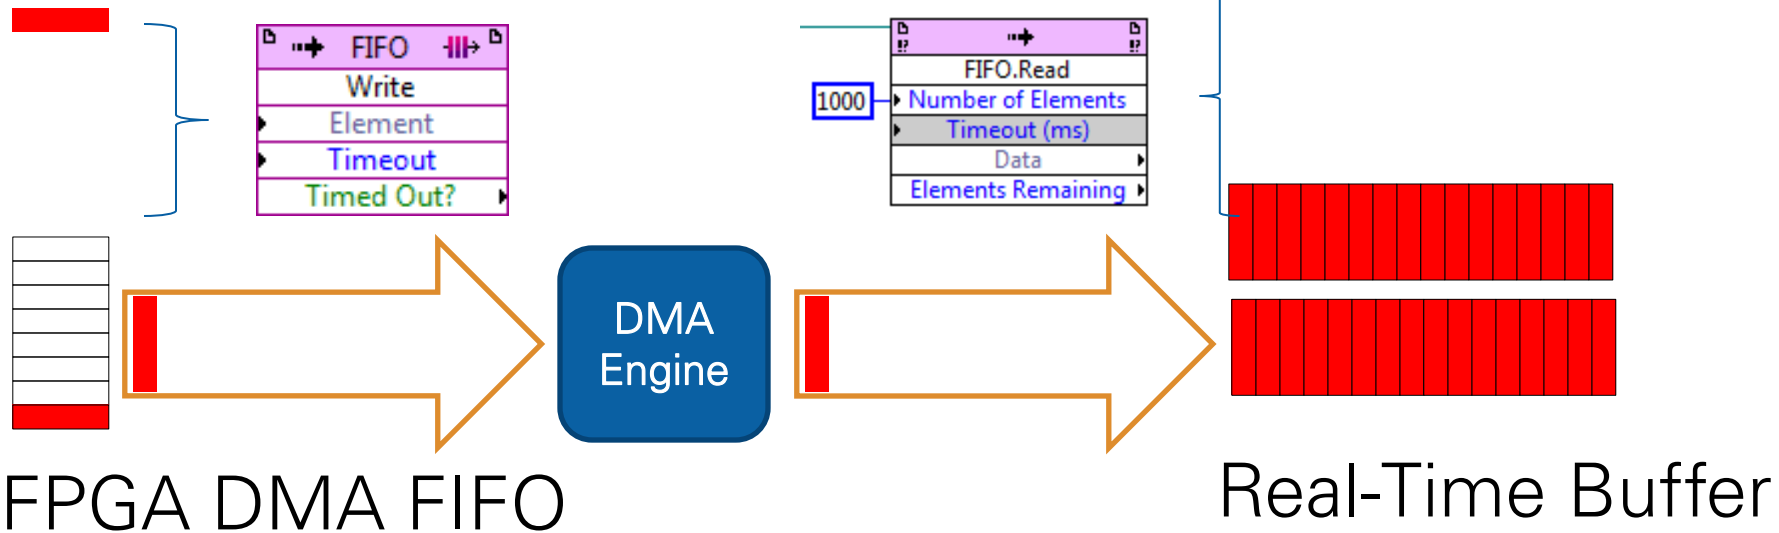 FIFO
Write
Element
Timeout
Timed Out?
!? !?
FIFO.Read
1000
Number of Elements
Timeout (ms)
Data
Elements Remaining
DMA
Engine
FPGA DMA FIFO
Real-Time Buffer